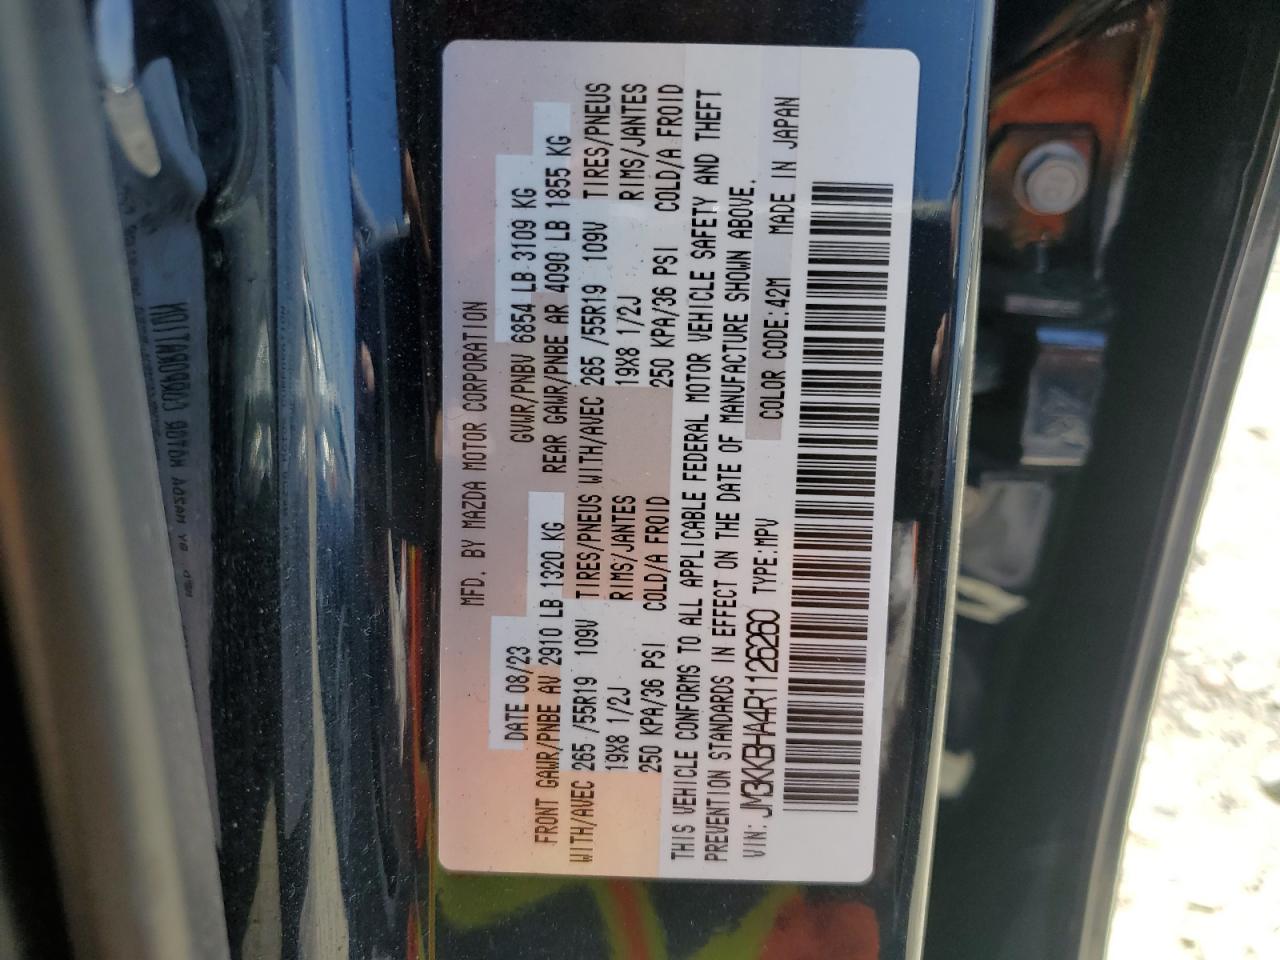 MFD. BY MAZDA MOTOR CORPORATION
DATE 08/23 GVWR/PNBV 6854 LB 3109 KG
FRONT GAWR/PNBE AV 2910 LB 1320 KG REAR GAWR/PNBE AR 4090 LB 1855 KG
WITH/AVEC 265 /55R19 109V TIRES/PNEUS WITH/AVEC 265 /55R19 109V TIRES/PNEUS
19X8 1/2J RIMS/JANTES 19X8 1/2J RIMS/JANTES
250 KPA/36 PSI COLD/A FROID 250 KPA/36 PSI COLD/A FROID
THIS VEHICLE CONFORMS TO ALL APPLICABLE FEDERAL MOTOR VEHICLE SAFETY AND THEFT
PREVENTION STANDARDS IN EFFECT ON THE DATE OF MANUFACTURE SHOWN ABOVE.
VIN: JM3KKBHA4R1126260 TYPE:MPV COLOR CODE:42M MADE IN JAPAN